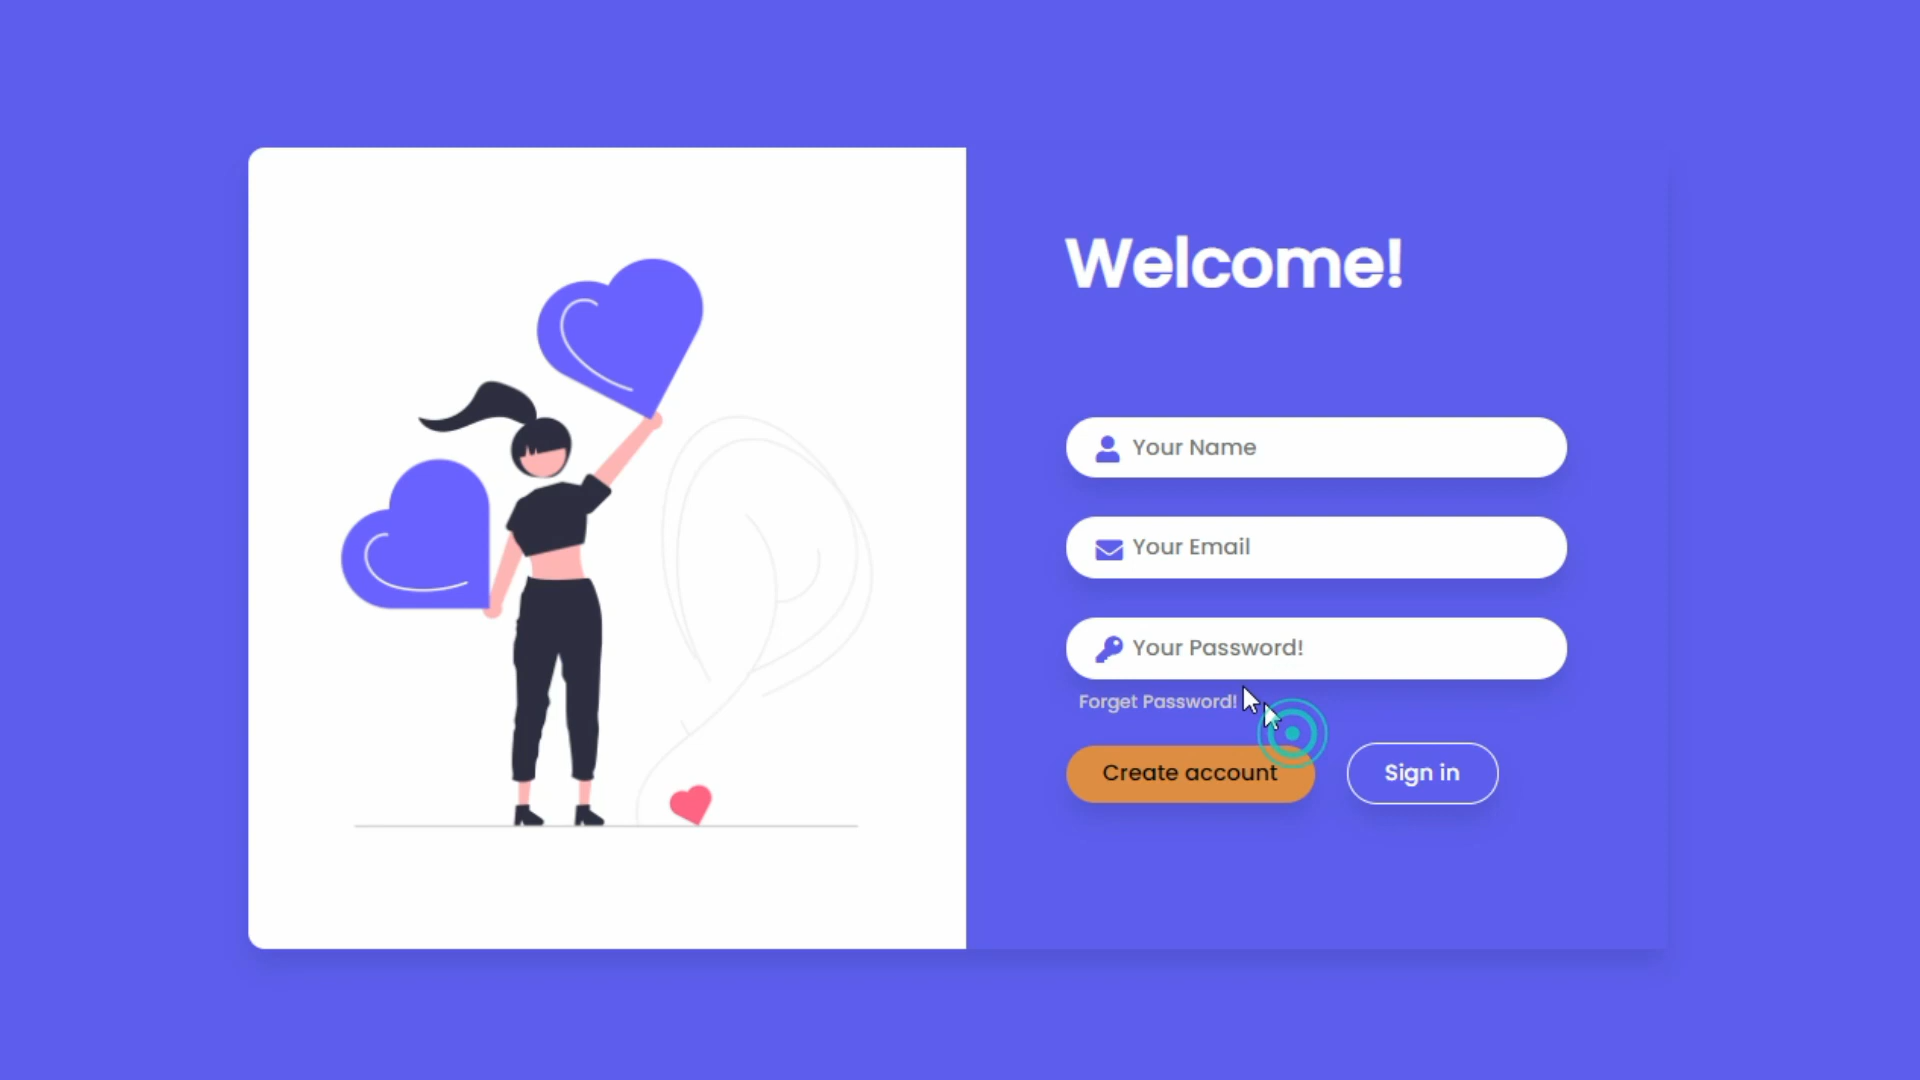 Welcome!
Your Name
Your Email
Your Password!
Forget Password!
Create account
Sign in